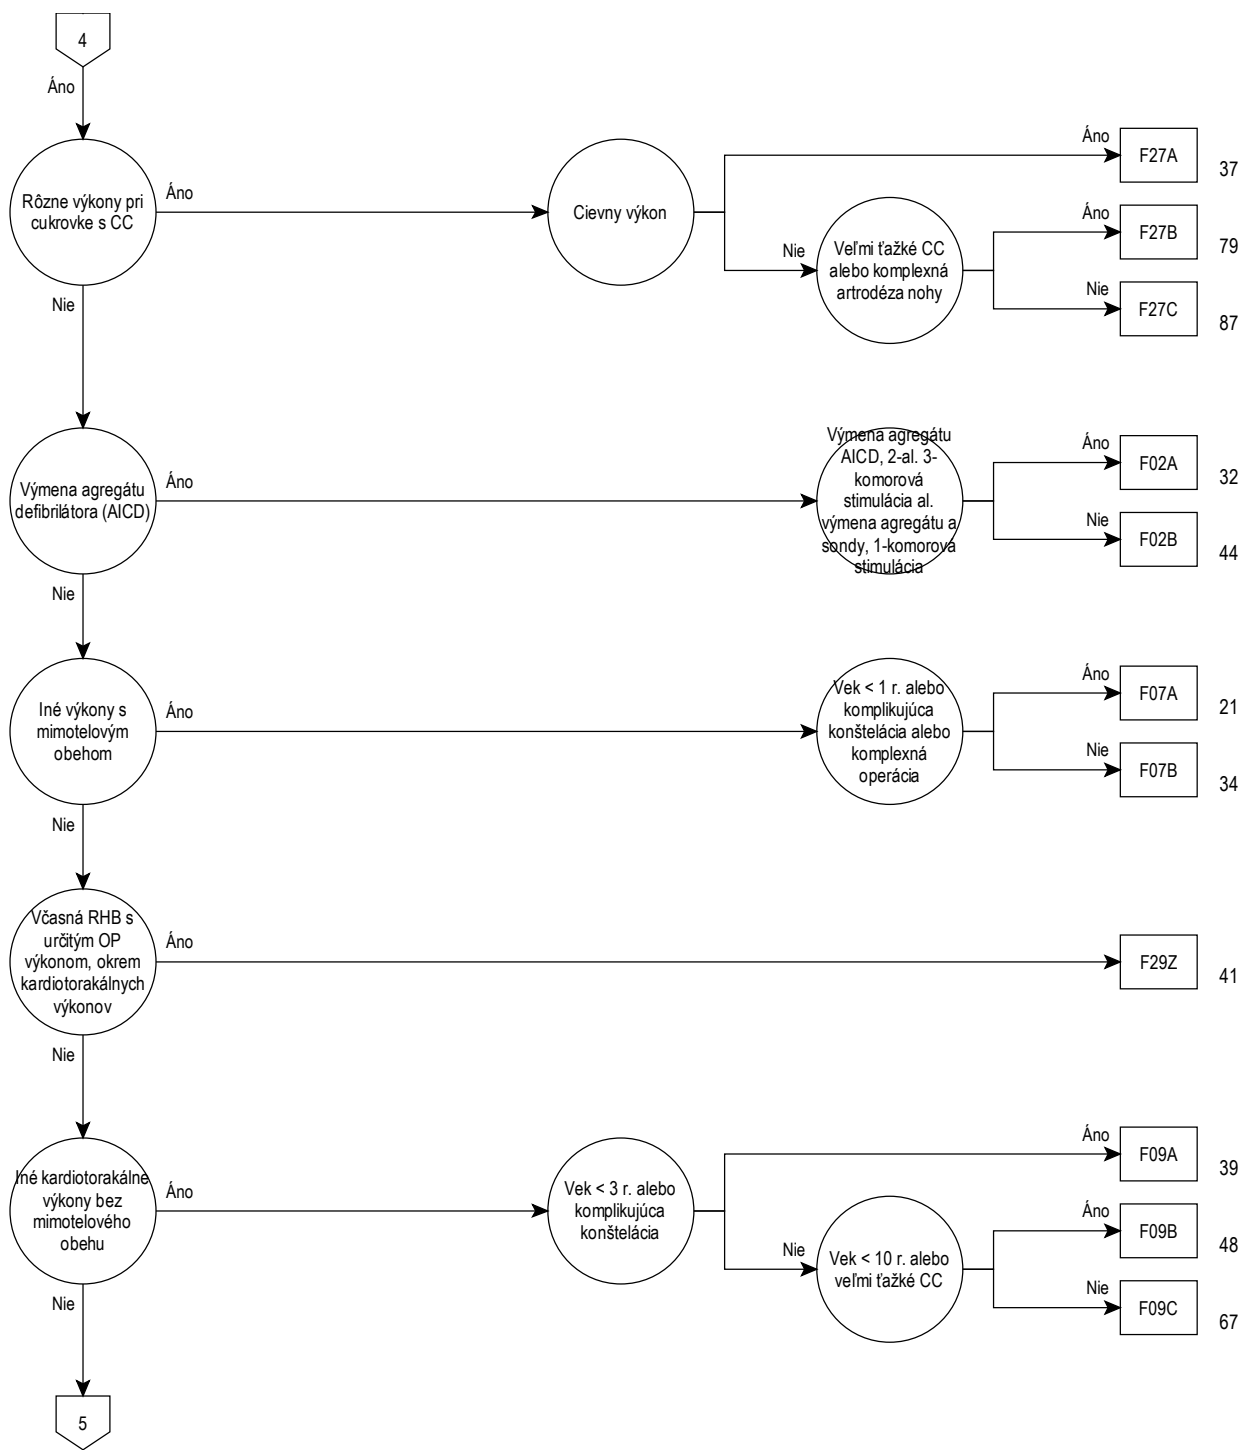 4
Áno
Rôzne výkony pri
cukrovke s CC
Áno
Cievny výkon
Áno
F27A
37
Nie
Veľmi ťažké CC
alebo komplexná
artrodéza nohy
Áno
F27B
79
Nie
F27C
87
Nie
Výmena agregátu
defibrilátora (AICD)
Áno
Výmena agregátu
AICD, 2-al. 3-
komorová
stimulácia al.
výmena agregátu a
sondy, 1-komorová
stimulácia
Áno
F02A
32
Nie
F02B
44
Nie
Iné výkony s
mimotelovým
obehom
Áno
Vek < 1 r. alebo
komplikujúca
konštelácia alebo
komplexná
operácia
Áno
F07A
21
Nie
F07B
34
Nie
Včasná RHB s
určitým OP
výkonom, okrem
kardiotorakálnych
výkonov
Áno
F29Z
41
Nie
Iné kardiotorakálne
výkony bez
mimotelového
obehu
Áno
Vek < 3 r. alebo
komplikujúca
konštelácia
Áno
F09A
39
Nie
Vek < 10 r. alebo
veľmi ťažké CC
Áno
F09B
48
Nie
F09C
67
Nie
5